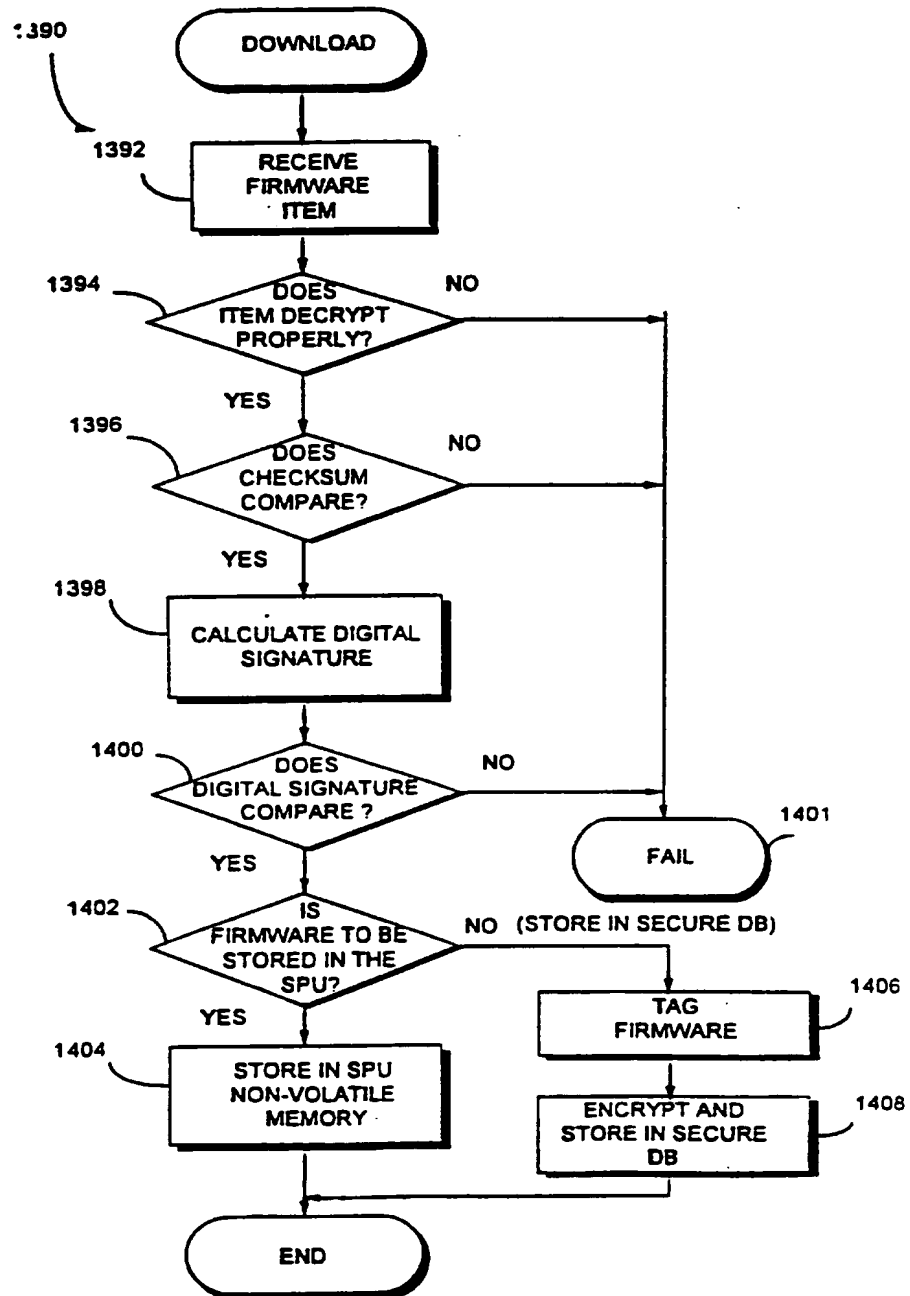 1390
DOWNLOAD
1392
RECEIVE
FIRMWARE
ITEM
1394
DOES
ITEM DECRYPT
PROPERLY?
NO
YES
1396
DOES
CHECKSUM
COMPARE?
NO
YES
1398
CALCULATE DIGITAL
SIGNATURE
1400
DOES
DIGITAL SIGNATURE
COMPARE ?
NO
1401
FAIL
YES
1402
IS
FIRMWARE TO BE
STORED IN THE
SPU?
NO (STORE IN SECURE DB)
YES
1406
TAG
FIRMWARE
1404
STORE IN SPU
NON-VOLATILE
MEMORY
1408
ENCRYPT AND
STORE IN SECURE
DB
END